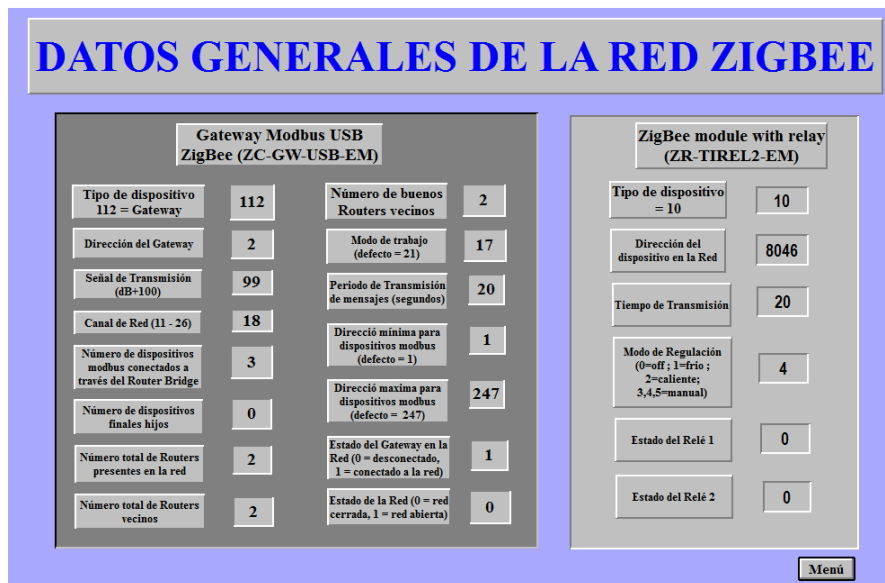 DATOS GENERALES DE LA RED ZIGBEE
Gateway Modbus USB
ZigBee (ZC-GW-USB-EM)
Tipo de dispositivo
112 = Gateway
112
Dirección del Gateway
2
Señal de Transmisión
(dB+100)
99
Canal de Red (11 - 26)
18
Número de dispositivos
modbus conectados a
través del Router Bridge
3
Número de dispositivos
finales hijos
0
Número total de Routers
presentes en la red
2
Número total de Routers
vecinos
2
Número de buenos
Routers vecinos
2
Modo de trabajo
(defecto = 21)
17
Periodo de Transmisión
de mensajes (segundos)
20
Direcció mínima para
dispositivos modbus
(defecto = 1)
1
Direcció maxima para
dispositivos modbus
(defecto = 247)
247
Estado del Gateway en la
Red (0 = desconectado,
1 = conectado a la red)
1
Estado de la Red (0 = red
cerrada, 1 = red abierta)
0
ZigBee module with relay
(ZR-TIREL2-EM)
Tipo de dispositivo
= 10
10
Dirección del
dispositivo en la Red
8046
Tiempo de Transmisión
20
Modo de Regulación
(0=off ; 1=frio ;
2=caliente;
3,4,5=manual)
4
Estado del Relé 1
0
Estado del Relé 2
0
Menú